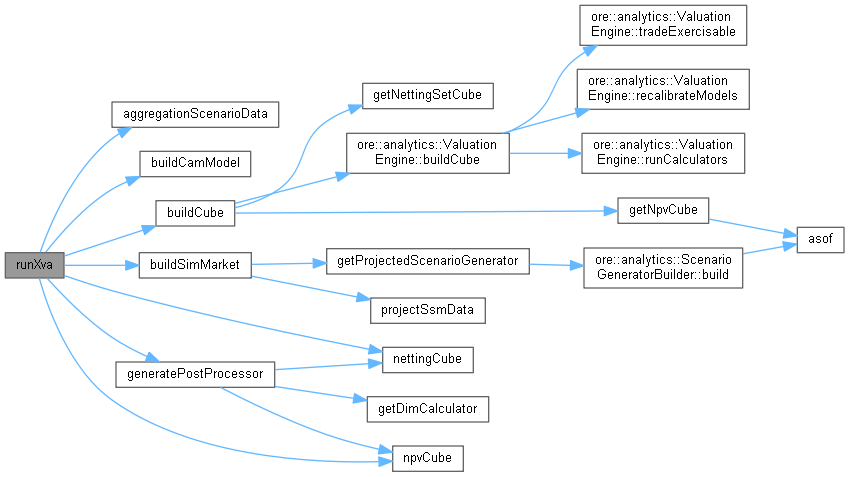 runXva
aggregationScenarioData
buildCamModel
buildCube
buildSimMarket
generatePostProcessor
getNettingSetCube
ore::analytics::Valuation
Engine::buildCube
getProjectedScenarioGenerator
projectSsmData
nettingCube
getDimCalculator
npvCube
ore::analytics::Valuation
Engine::tradeExercisable
ore::analytics::Valuation
Engine::recalibrateModels
ore::analytics::Valuation
Engine::runCalculators
getNpvCube
ore::analytics::Scenario
GeneratorBuilder::build
asof